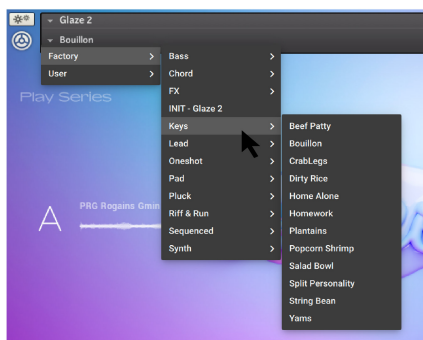 Glaze 2
Bouillon
Factory
User
Bass
Chord
FX
INIT - Glaze 2
Keys
Lead
Oneshot
Pad
Pluck
Riff & Run
Sequenced
Synth
Beef Patty
Bouillon
CrabLegs
Dirty Rice
Home Alone
Homework
Plantains
Popcorn Shrimp
Salad Bowl
Split Personality
String Bean
Yams
Play Series
A
PRG Rogains Gmin